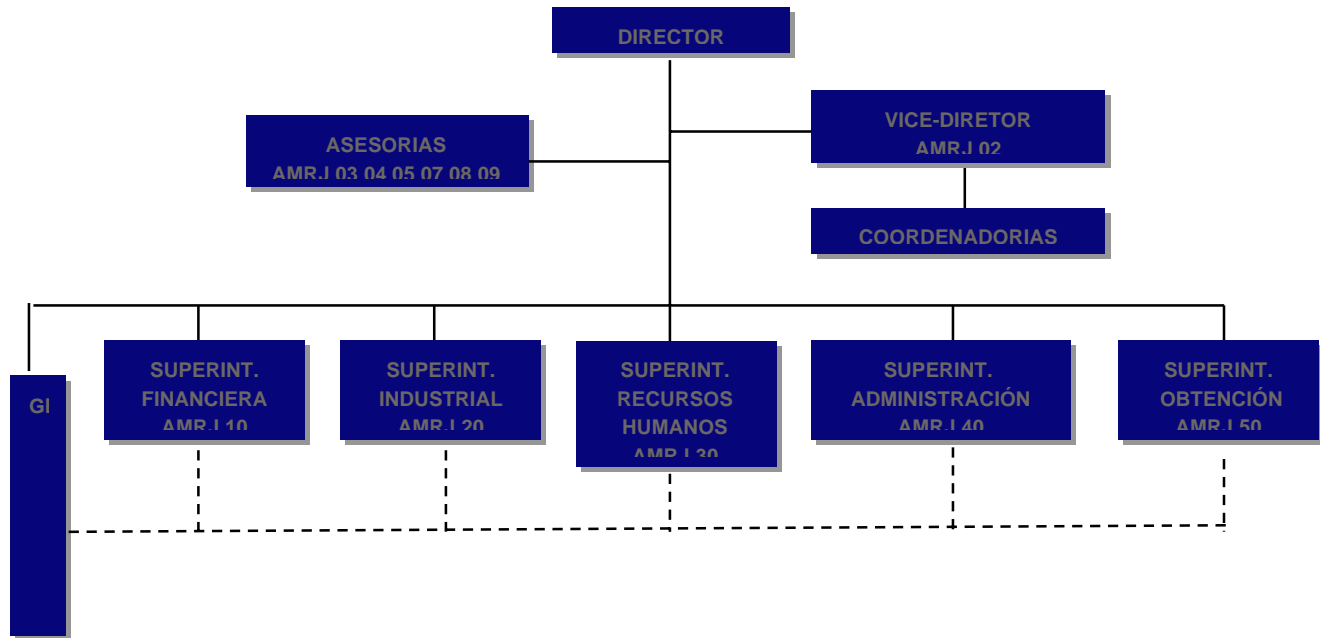 DIRECTOR
VICE-DIRETOR
AMRJ 02
ASESORIAS
AMRJ 03 04 05 07 08 09
COORDENADORIAS
GI
SUPERINT.
FINANCIERA
AMRJ 10
SUPERINT.
INDUSTRIAL
AMRJ 20
SUPERINT.
RECURSOS
HUMANOS
AMRJ 30
SUPERINT.
ADMINISTRACIÓN
AMRJ 40
SUPERINT.
OBTENCIÓN
AMRJ 50